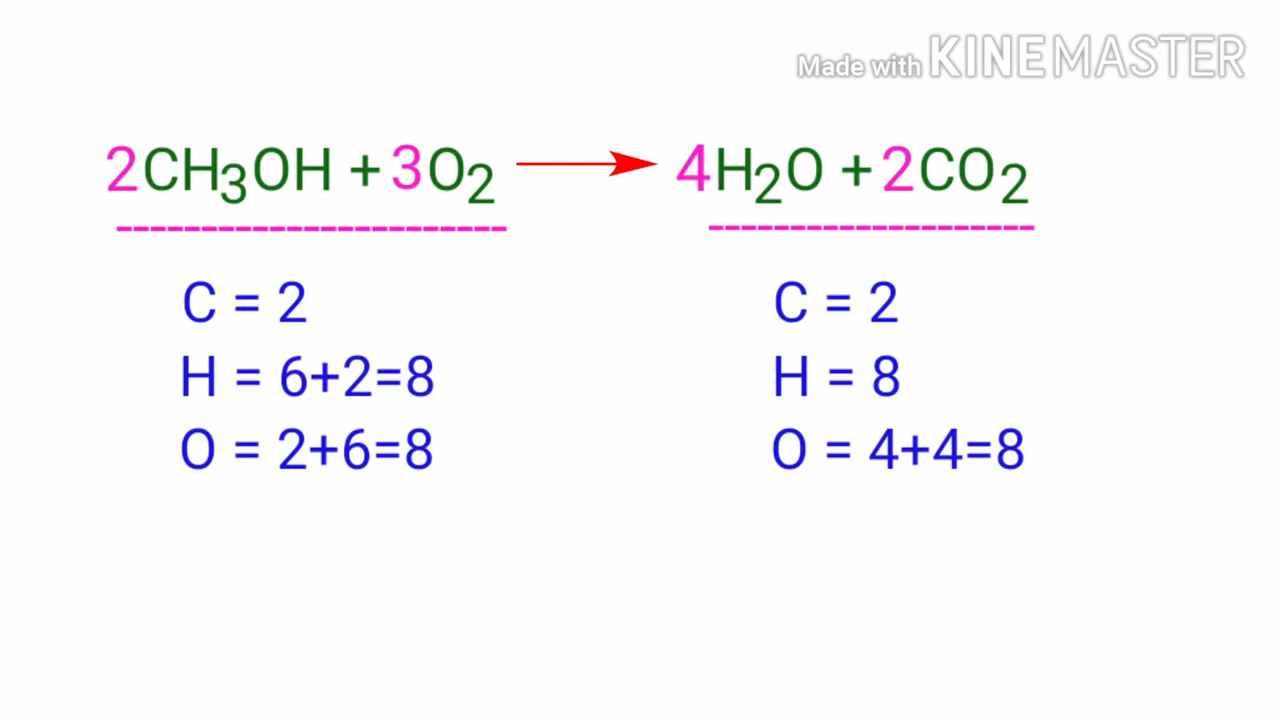 Made with KINEMASTER
2CH3OH + 3O2 → 4H2O + 2CO2
C = 2
H = 6+2=8
O = 2+6=8
C = 2
H = 8
O = 4+4=8